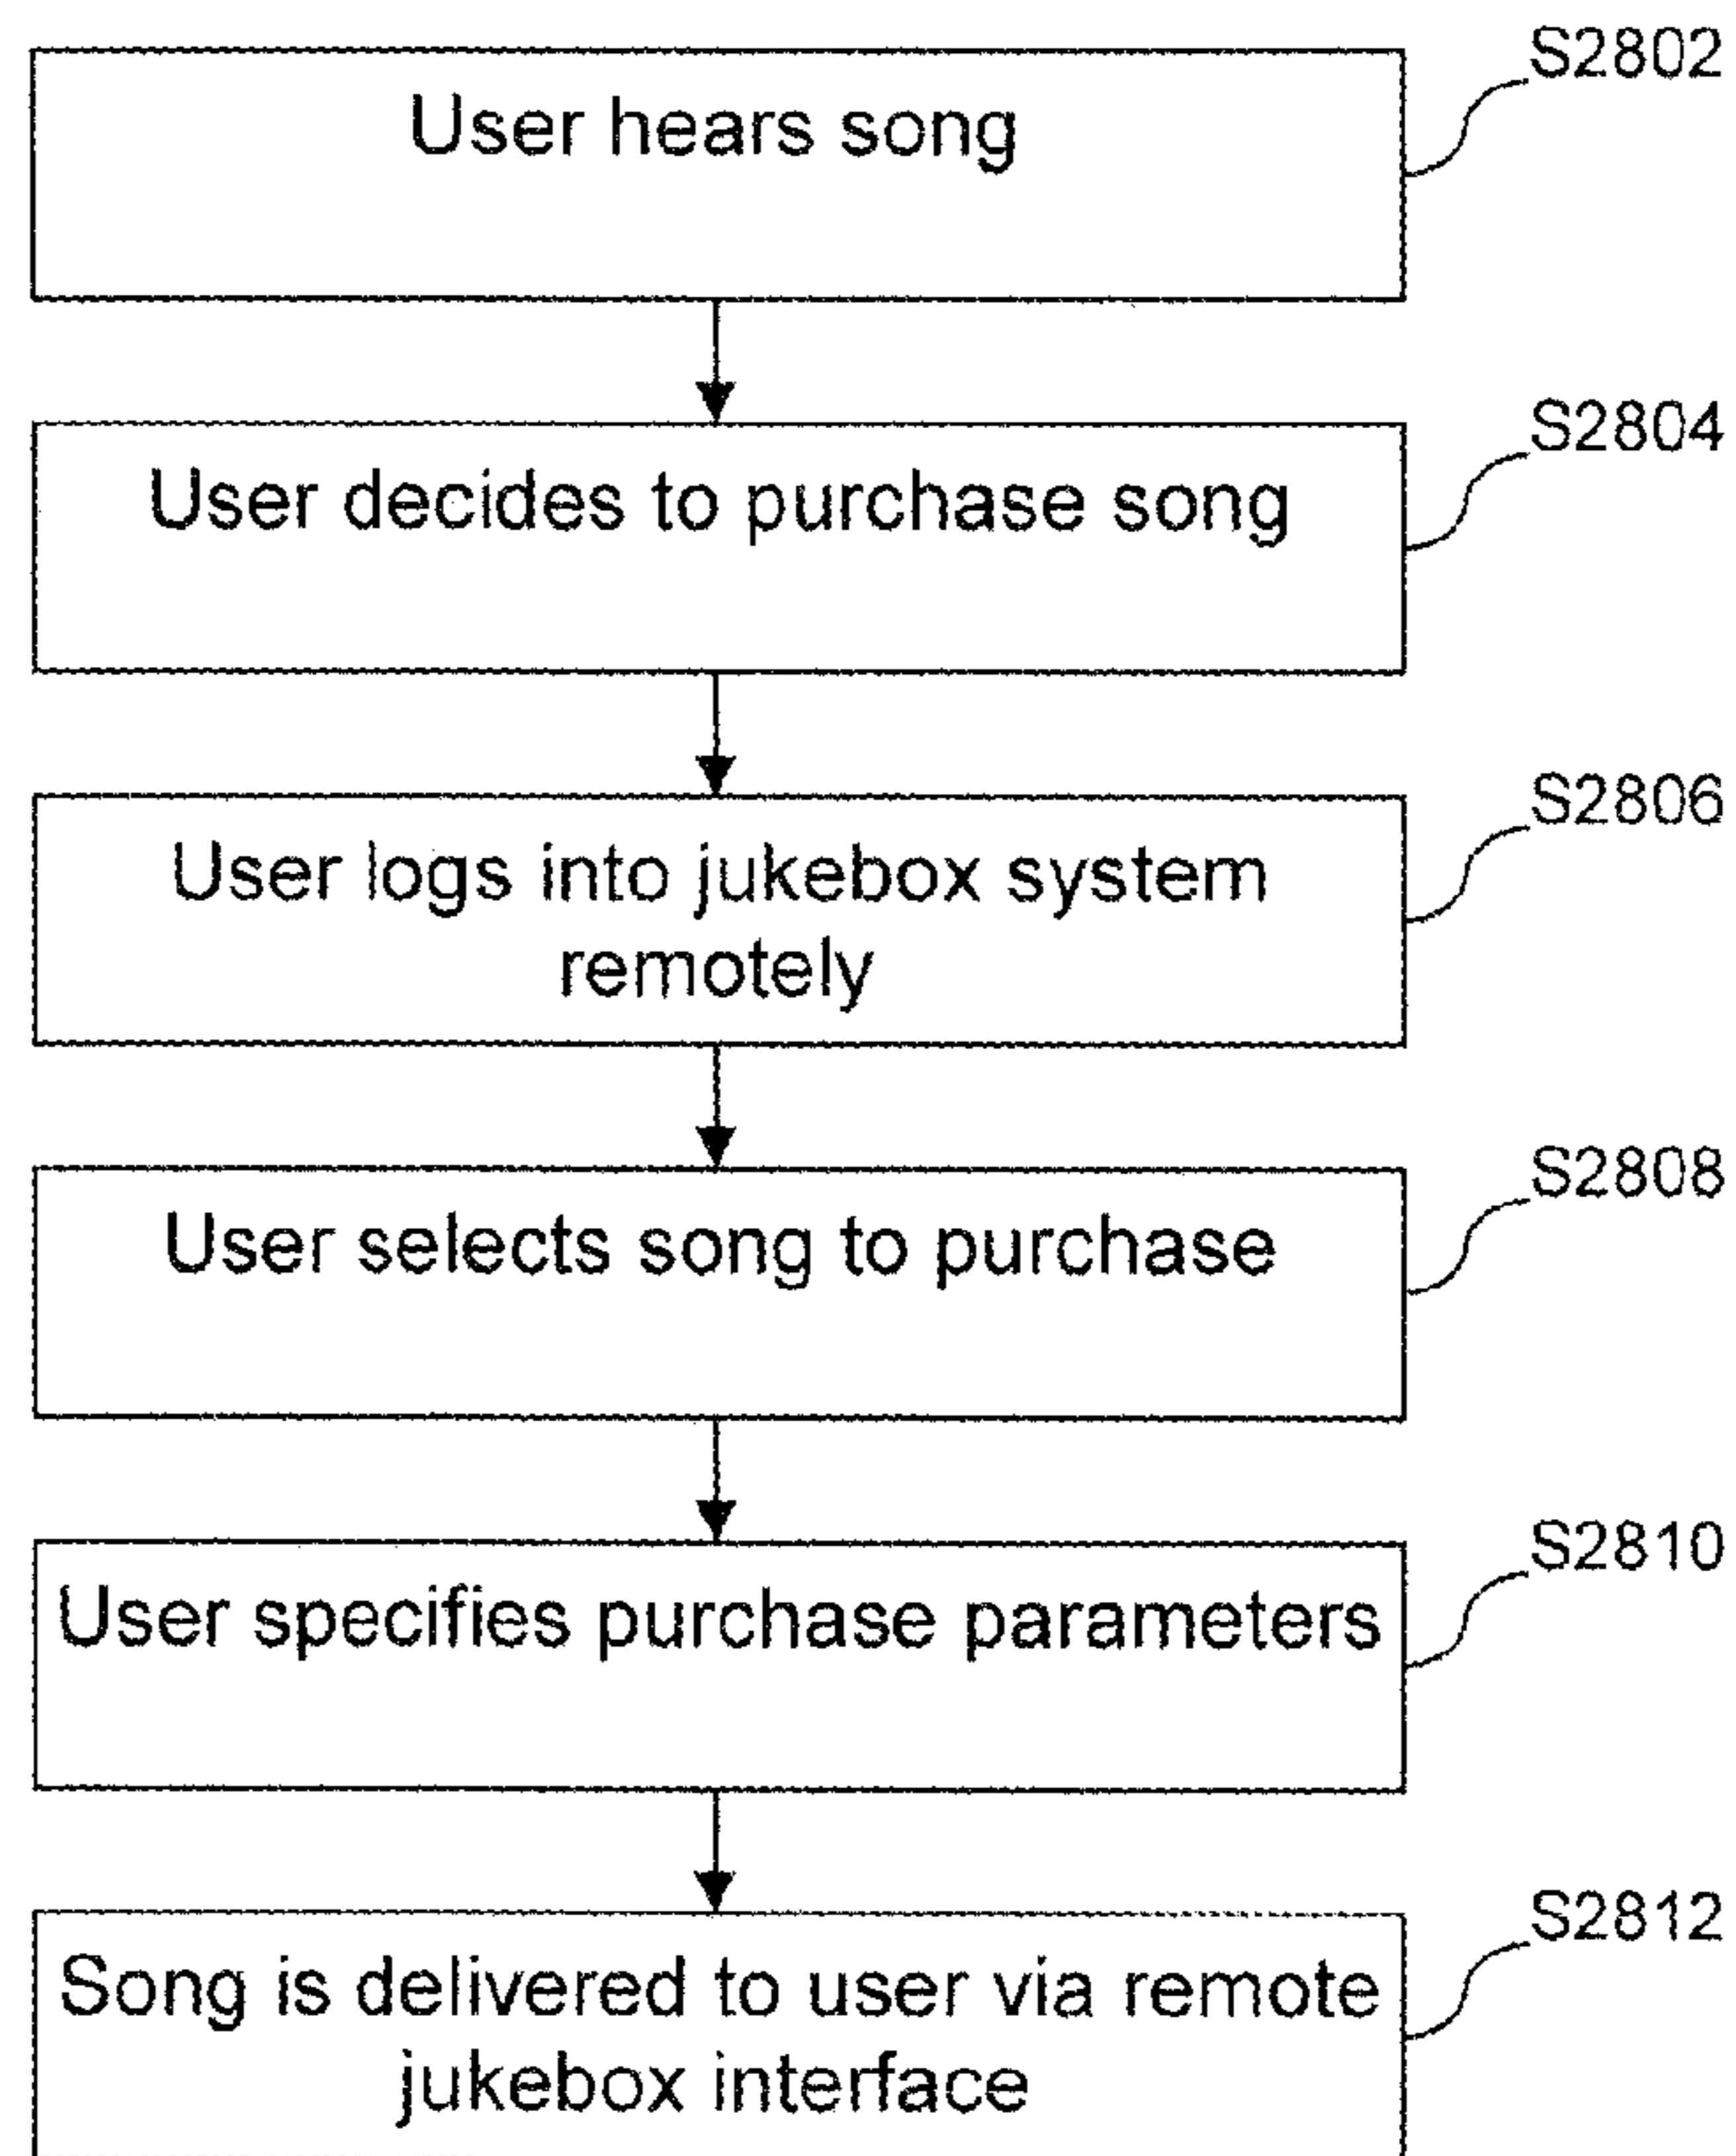 S2802
User hears song
S2804
User decides to purchase song
S2806
User logs into jukebox system
remotely
S2808
User selects song to purchase
S2810
User specifies purchase parameters
S2812
Song is delivered to user via remote
jukebox interface